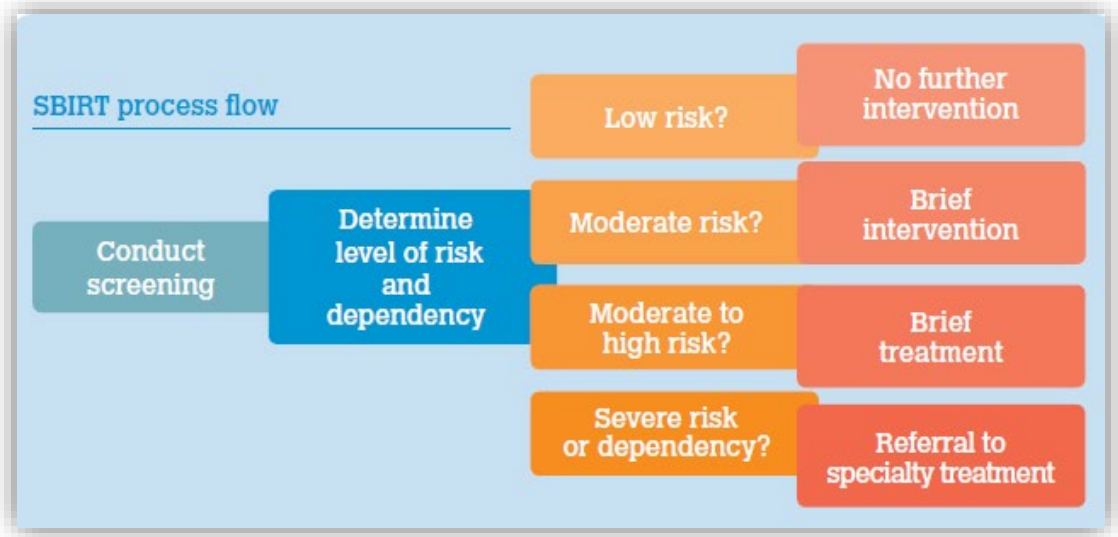 SBIRT process flow
Conduct
screening
Determine
level of risk
and
dependency
Low risk?
No further
intervention
Moderate risk?
Brief
intervention
Moderate to
high risk?
Brief
treatment
Severe risk
or dependency?
Referral to
specialty treatment